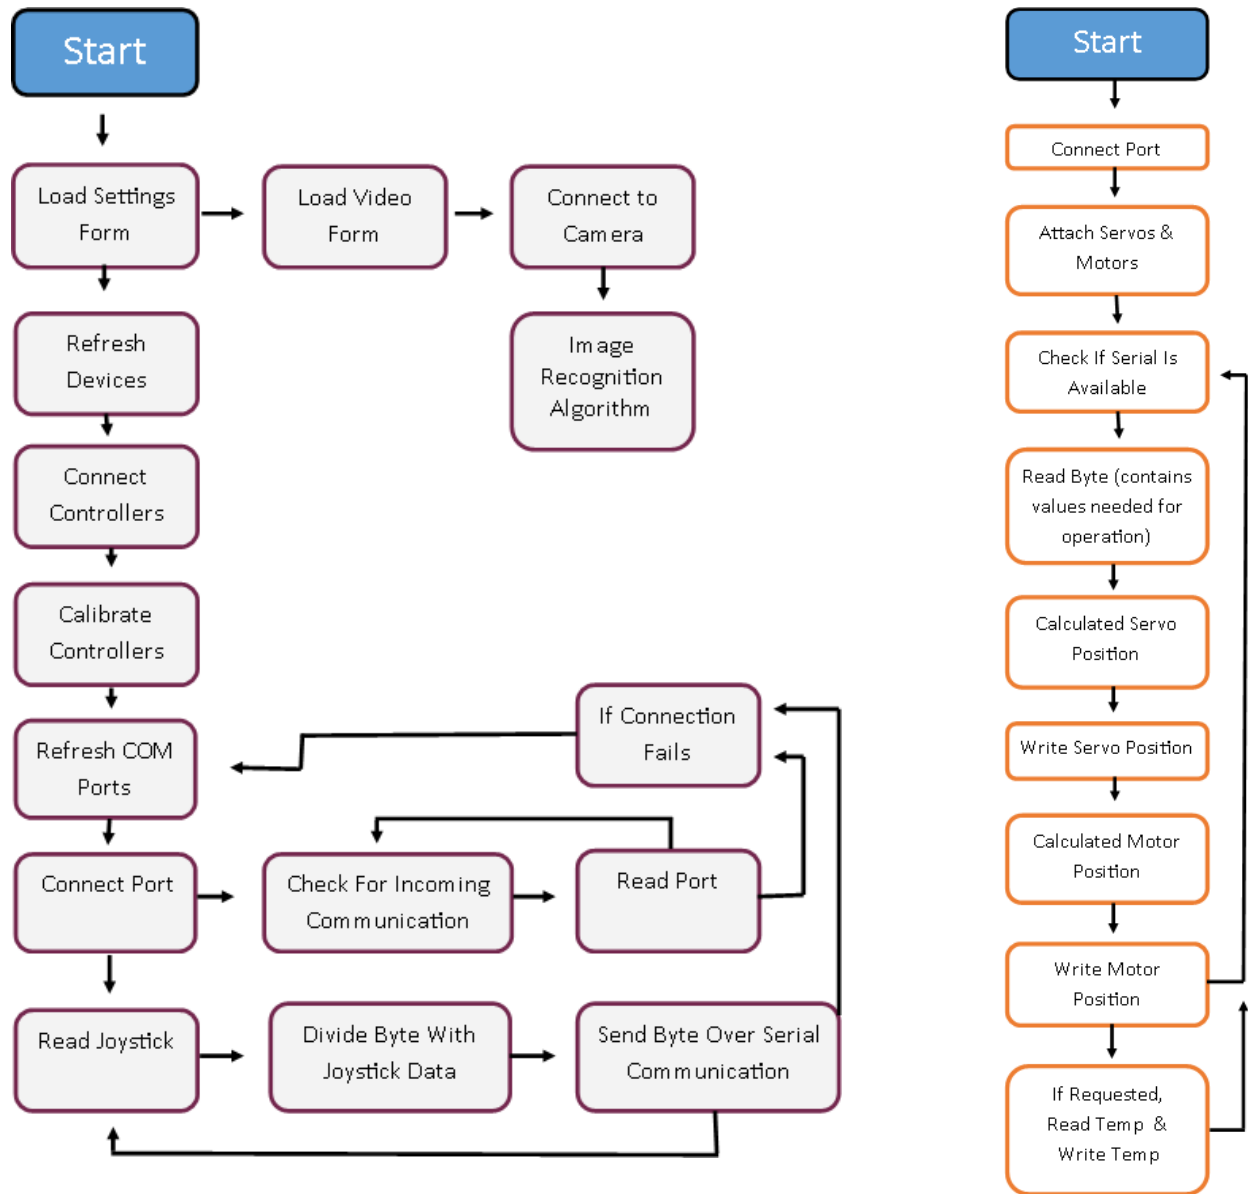 Start
Load Settings
Form
Load Video
Form
Connect to
Camera
Refresh
Devices
Image
Recognition
Algorithm
Connect
Controllers
Calibrate
Controllers
If Connection
Fails
Refresh COM
Ports
Connect Port
Check For Incoming
Communication
Read Port
Read Joystick
Divide Byte With
Joystick Data
Send Byte Over Serial
Communication
Start
Connect Port
Attach Servos &
Motors
Check If Serial Is
Available
Read Byte (contains
values needed for
operation)
Calculated Servo
Position
Write Servo Position
Calculated Motor
Position
Write Motor
Position
If Requested,
Read Temp &
Write Temp